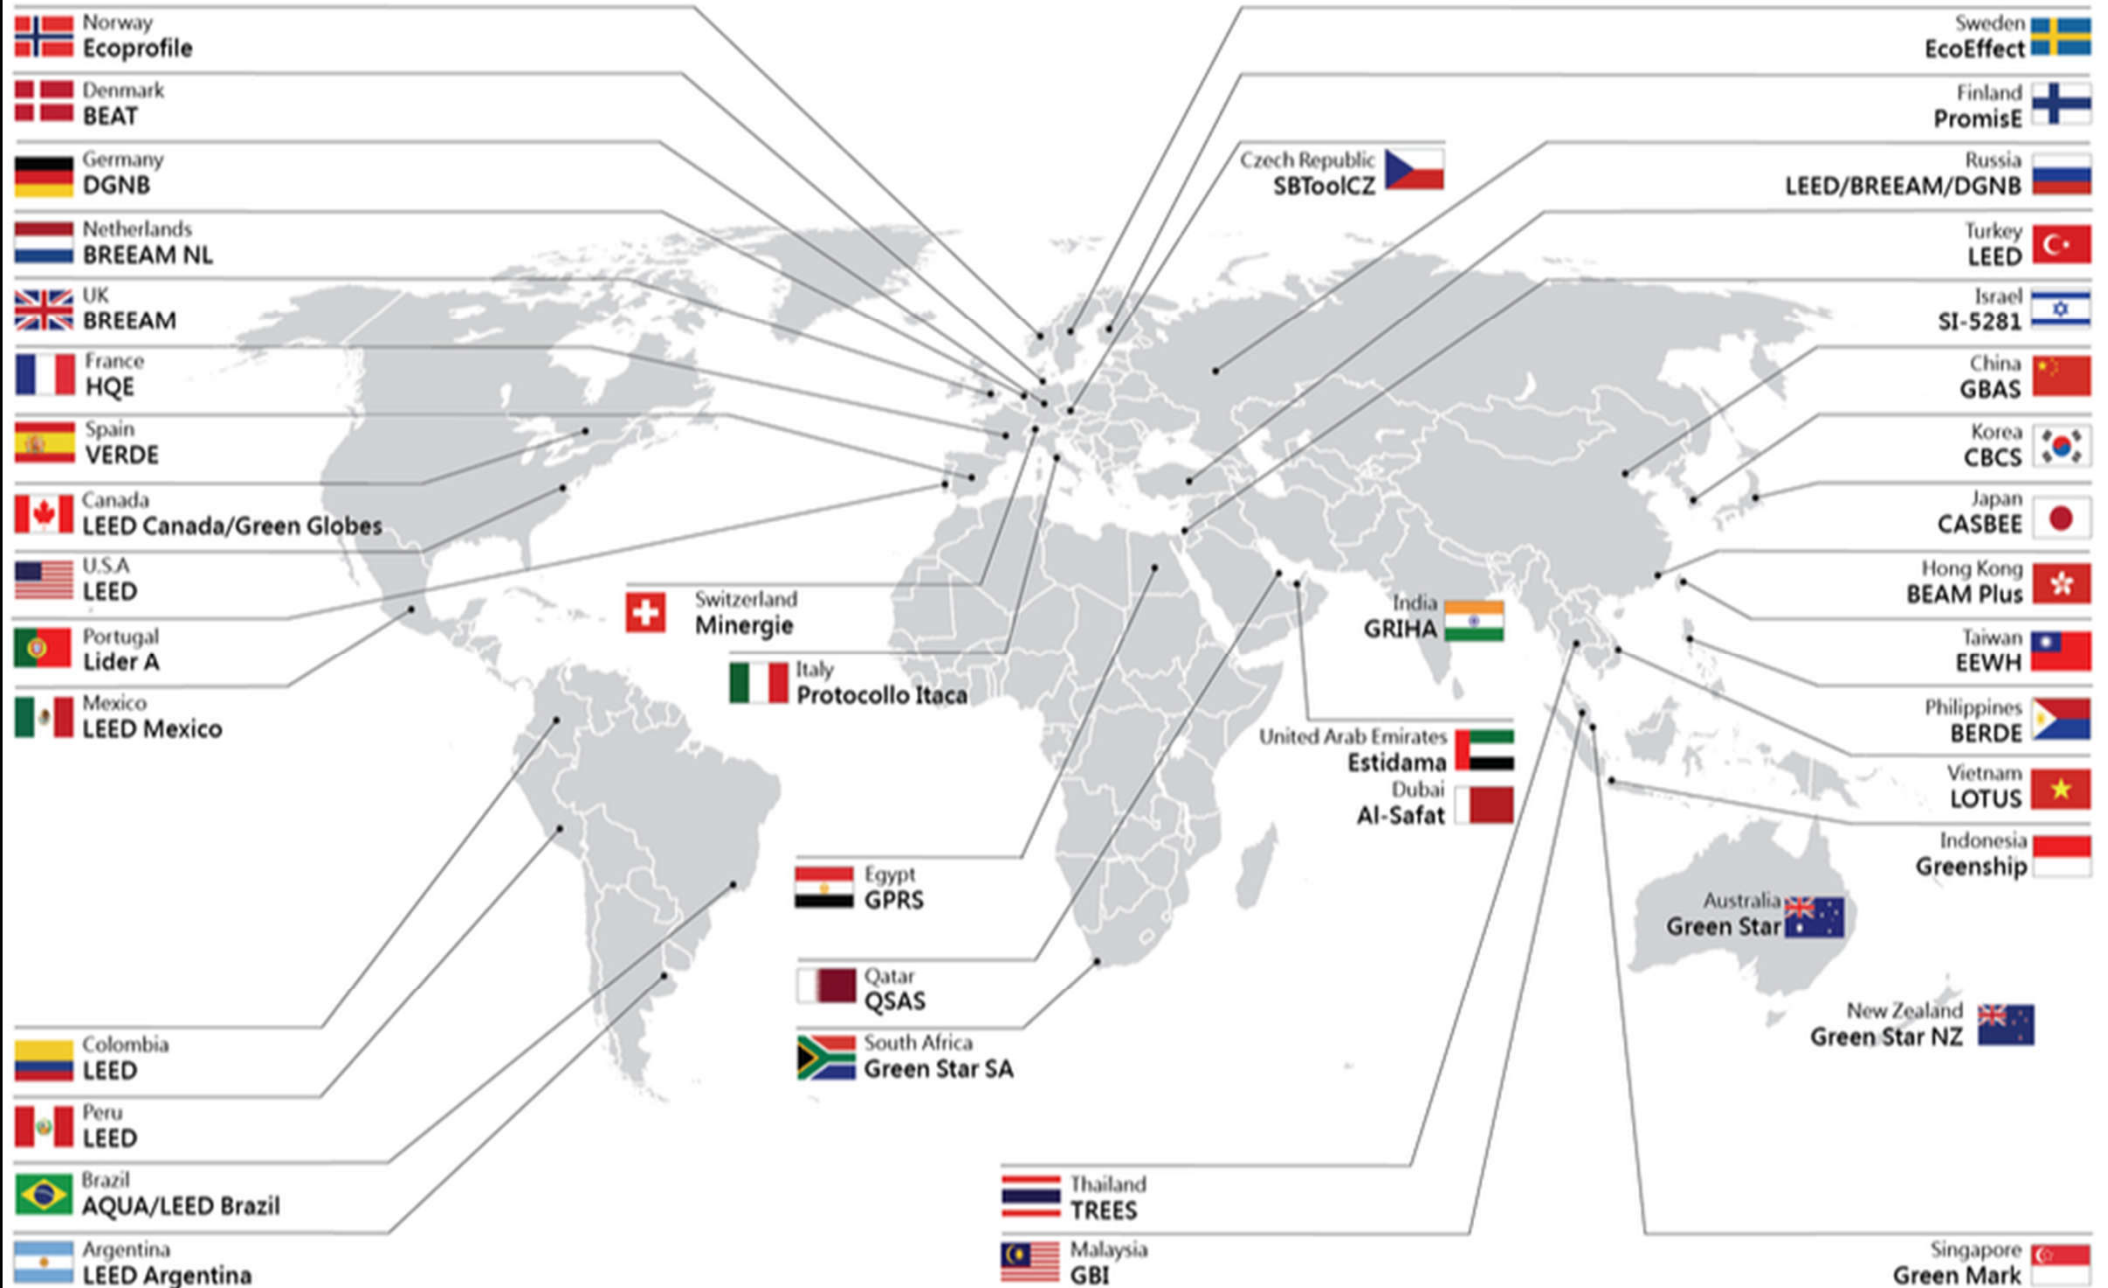 Norway
Ecoprofile
Denmark
BEAT
Germany
DGNB
Netherlands
BREEAM NL
UK
BREEAM
France
HQE
Spain
VERDE
Canada
LEED Canada/Green Globes
U.S.A
LEED
Portugal
Lider A
Mexico
LEED Mexico
Colombia
LEED
Peru
LEED
Brazil
AQUA/LEED Brazil
Argentina
LEED Argentina
Switzerland
Minergie
Italy
Protocollo Itaca
Egypt
GPRS
Qatar
QSAS
South Africa
Green Star SA
Thailand
TREES
Malaysia
GBI
Czech Republic
SBToolCZ
India
GRIHA
United Arab Emirates
Estidama
Dubai
Al-Safat
Sweden
EcoEffect
Finland
PromisE
Russia
LEED/BREEAM/DGNB
Turkey
LEED
Israel
SI-5281
China
GBAS
Korea
CBCS
Japan
CASBEE
Hong Kong
BEAM Plus
Taiwan
EEWH
Philippines
BERDE
Vietnam
LOTUS
Indonesia
Greenship
Australia
Green Star
New Zealand
Green Star NZ
Singapore
Green Mark